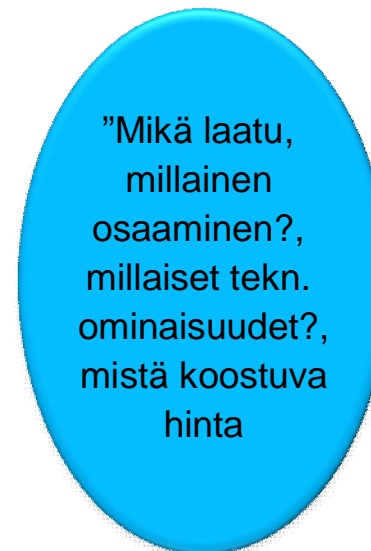 ”Mikä laatu,
millainen
osaaminen?,
millaiset tekn.
ominaisuudet?,
mistä koostuva
hinta